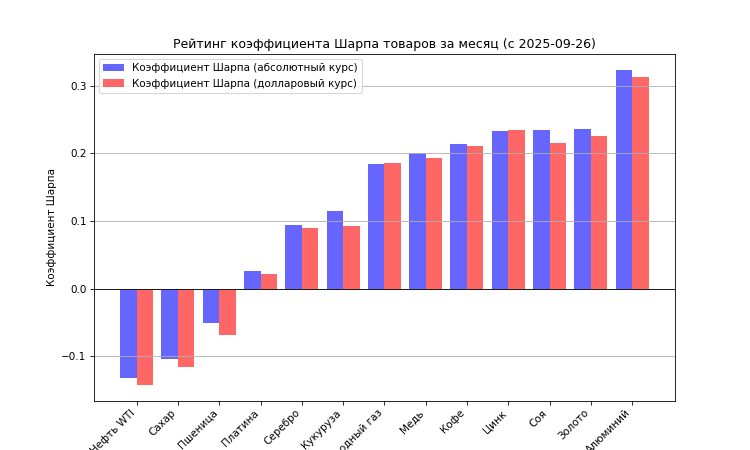 Рейтинг коэффициента Шарпа товаров за месяц (с 2025-09-26)
Коэффициент Шарпа (абсолютный курс)
Коэффициент Шарпа (долларовый курс)
Коэффициент Шарпа
0.3
0.2
0.1
0.0
−0.1
Нефть WTI
Сахар
Пшеница
Платина
Серебро
Кукуруза
одный газ
Медь
Кофе
Цинк
Соя
Золото
Алюминий